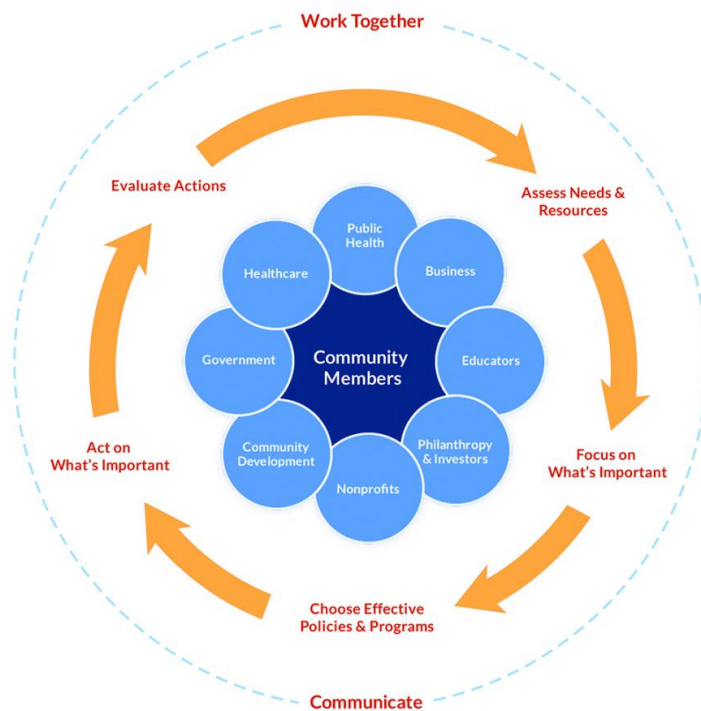 Work Together
Evaluate Actions
Assess Needs &
Resources
Public
Health
Healthcare
Business
Government
Community
Members
Educators
Act on
What's Important
Community
Development
Philanthropy
& Investors
Focus on
What's Important
Nonprofits
Choose Effective
Policies & Programs
Communicate